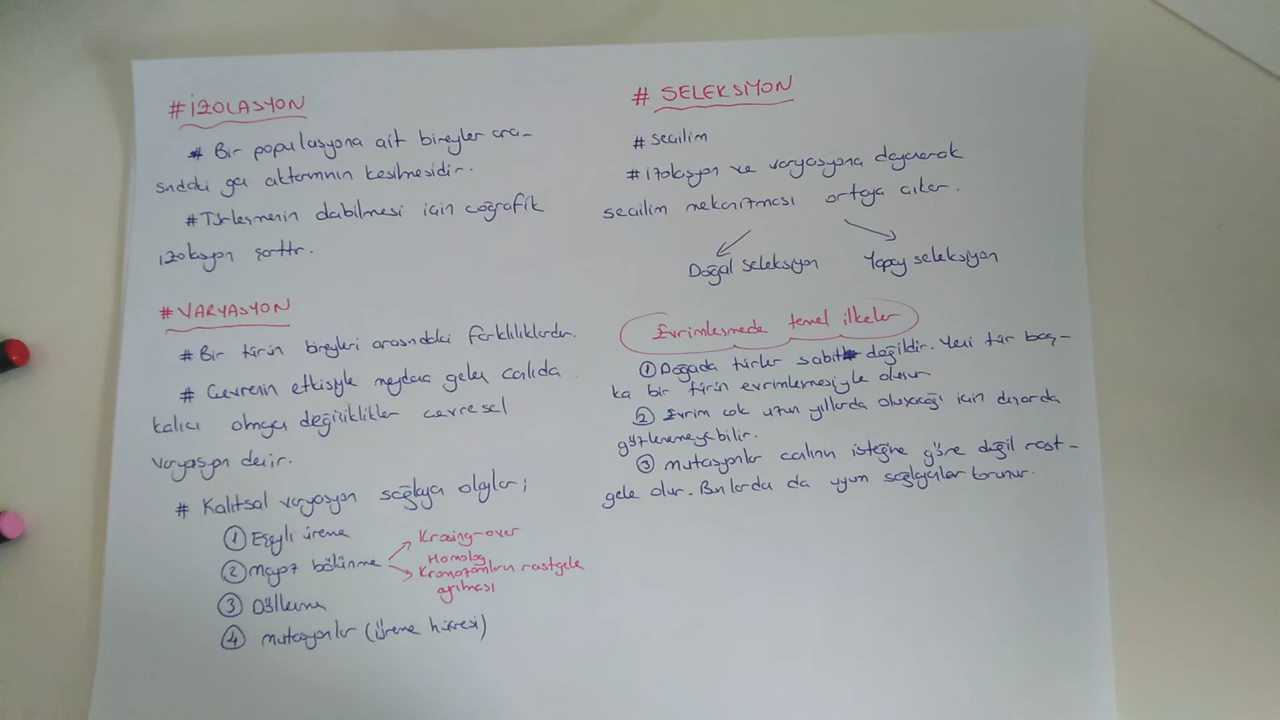 #İZOLASYON
# Bir populasyona ait bireyler ara-
sındaki gen aktarımının kesilmesidir.
#Türleşmenin olabilmesi için coğrafik
izolasyon şarttır.
#VARYASYON
# Bir türün bireyleri arasındaki farklılıklardır.
# Çevrenin etkisiyle meydana gelen canlıda
kalıcı olmayan değişiklikler çevresel
varyasyon denir.
# Kalıtsal varyasyon sağlayan olaylar;
① Eşeyli üreme
② Mayoz bölünme
Krosing-over
Homolog
Kromozomların rastgele
ayrılması
③ Döllenme
④ mutasyonlar (üreme hücresi)
# SELEKSİYON
# seçilim
# izolasyon ve varyasyona dayanarak
seçilim mekanizması ortaya çıkar.
Doğal seleksiyon Yapay seleksiyon
Evrimleşmede temel ilkeler
① Doğada türler sabit değildir. Yeni tür baş-
ka bir türün evrimleşmesiyle oluşur
② Evrim çok uzun yıllarda oluşacağı için
gözlenemeyebilir.
③ mutasyonlar canlının isteğine göre değil rast-
gele olur. Bunlarda da uyum sağlayanlar korunur.